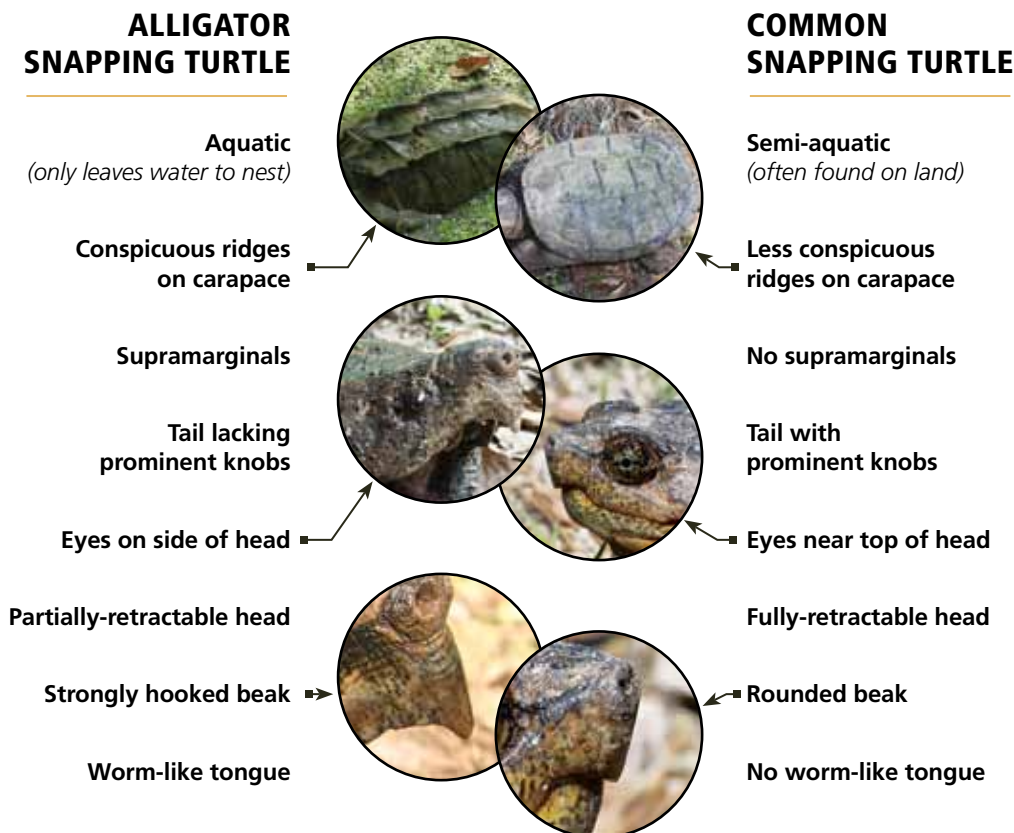 ALLIGATOR
SNAPPING TURTLE
Aquatic
(only leaves water to nest)
Conspicuous ridges
on carapace
Supramarginals
Tail lacking
prominent knobs
Eyes on side of head
Partially-retractable head
Strongly hooked beak
Worm-like tongue
COMMON
SNAPPING TURTLE
Semi-aquatic
(often found on land)
Less conspicuous
ridges on carapace
No supramarginals
Tail with
prominent knobs
Eyes near top of head
Fully-retractable head
Rounded beak
No worm-like tongue